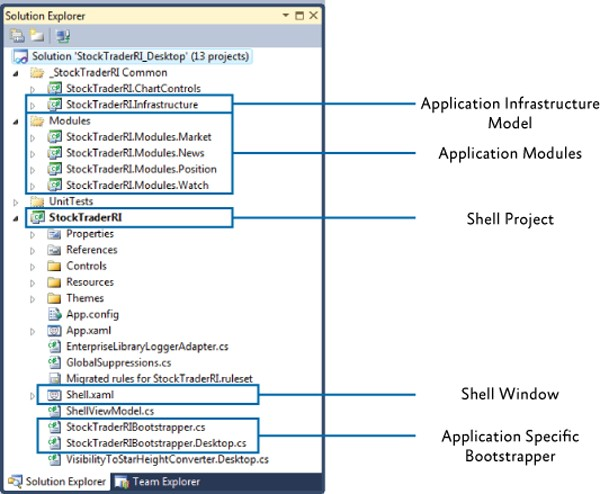 Solution Explorer
Solution 'StockTraderRI_Desktop' (13 projects)
_StockTraderRI Common
StockTraderRI.ChartControls
StockTraderRI.Infrastructure
Modules
StockTraderRI.Modules.Market
StockTraderRI.Modules.News
StockTraderRI.Modules.Position
StockTraderRI.Modules.Watch
UnitTests
StockTraderRI
Properties
References
Controls
Resources
Themes
App.config
App.xaml
EnterpriseLibraryLoggerAdapter.cs
GlobalSuppressions.cs
Migrated rules for StockTraderRI.ruleset
Shell.xaml
ShellViewModel.cs
StockTraderRIBootstrapper.cs
StockTraderRIBootstrapper.Desktop.cs
VisibilityToStarHeightConverter.Desktop.cs
Solution Explorer
Team Explorer
Application Infrastructure
Model
Application Modules
Shell Project
Shell Window
Application Specific
Bootstrapper